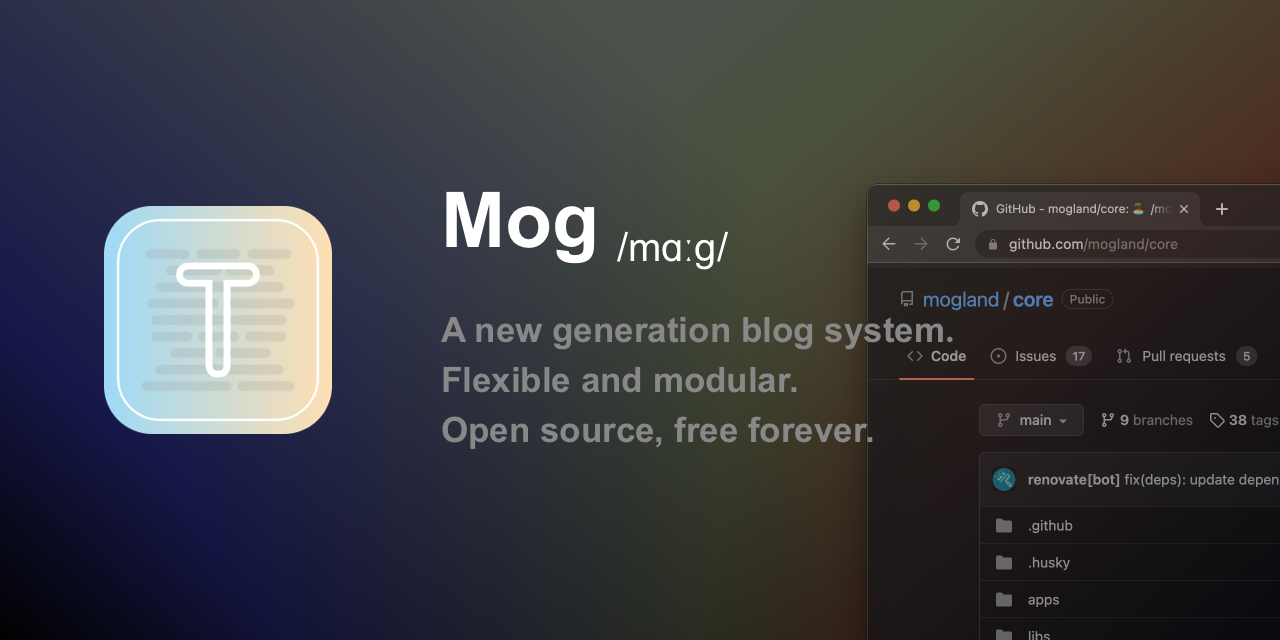 T
Mog /mɑːg/
A new generation blog system.
Flexible and modular.
Open source, free forever.
GitHub - mogland/core: 🏝 /mo
github.com/mogland/core
mogland / core Public
Code Issues 17 Pull requests 5
main 9 branches 38 tags
renovate[bot] fix(deps): update depen
.github
.husky
apps
libs